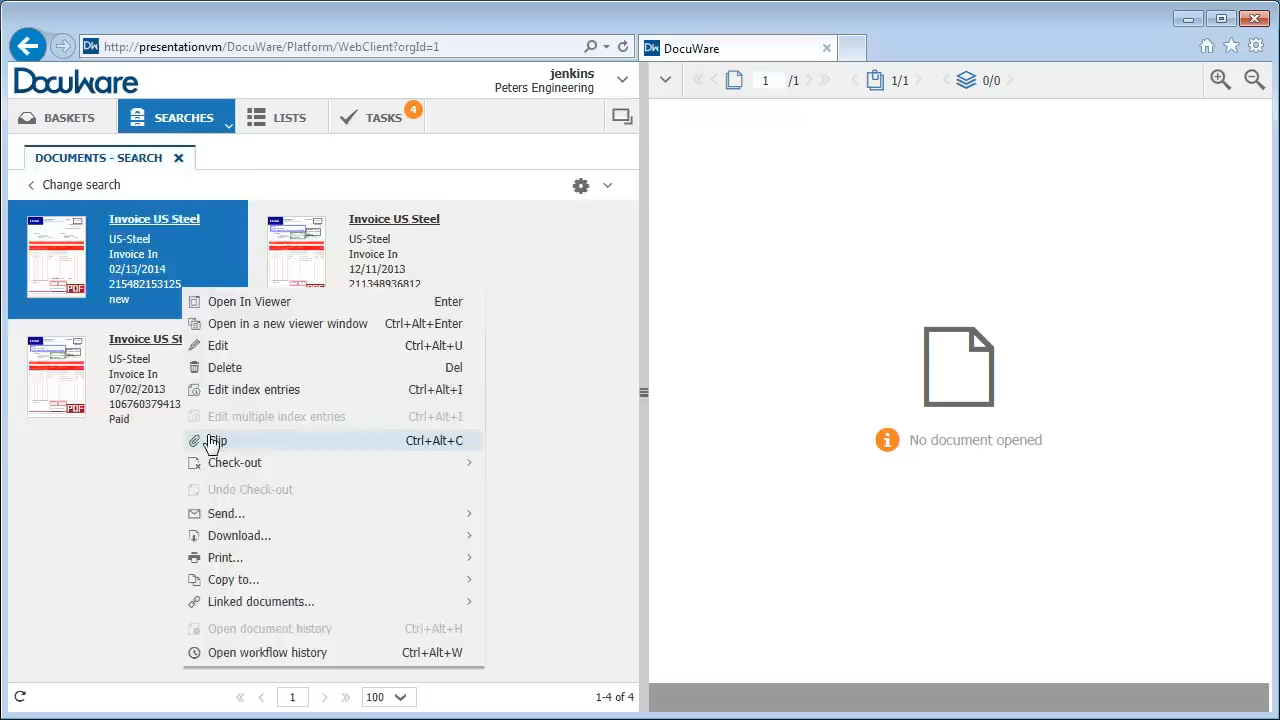 http://presentationvm/DocuWare/Platform/WebClient?orgId=1
DW DocuWare
DocuWare
jenkins
Peters Engineering
1 /1
1/1
0/0
BASKETS
SEARCHES
LISTS
TASKS
4
DOCUMENTS - SEARCH
Change search
Invoice US Steel
US-Steel
Invoice In
02/13/2014
215482153125
new
Invoice US Steel
US-Steel
Invoice In
12/11/2013
211348936812
Invoice US St
US-Steel
Invoice In
07/02/2013
106760379413
Paid
PDF
PDF
Open In Viewer Enter
Open in a new viewer window Ctrl+Alt+Enter
Edit Ctrl+Alt+U
Delete Del
Edit index entries Ctrl+Alt+I
Edit multiple index entries Ctrl+Alt+I
Ctrl+Alt+C
Check-out
Undo Check-out
Send...
Download...
Print...
Copy to...
Linked documents...
Open document history Ctrl+Alt+H
Open workflow history Ctrl+Alt+W
No document opened
1
100
1-4 of 4